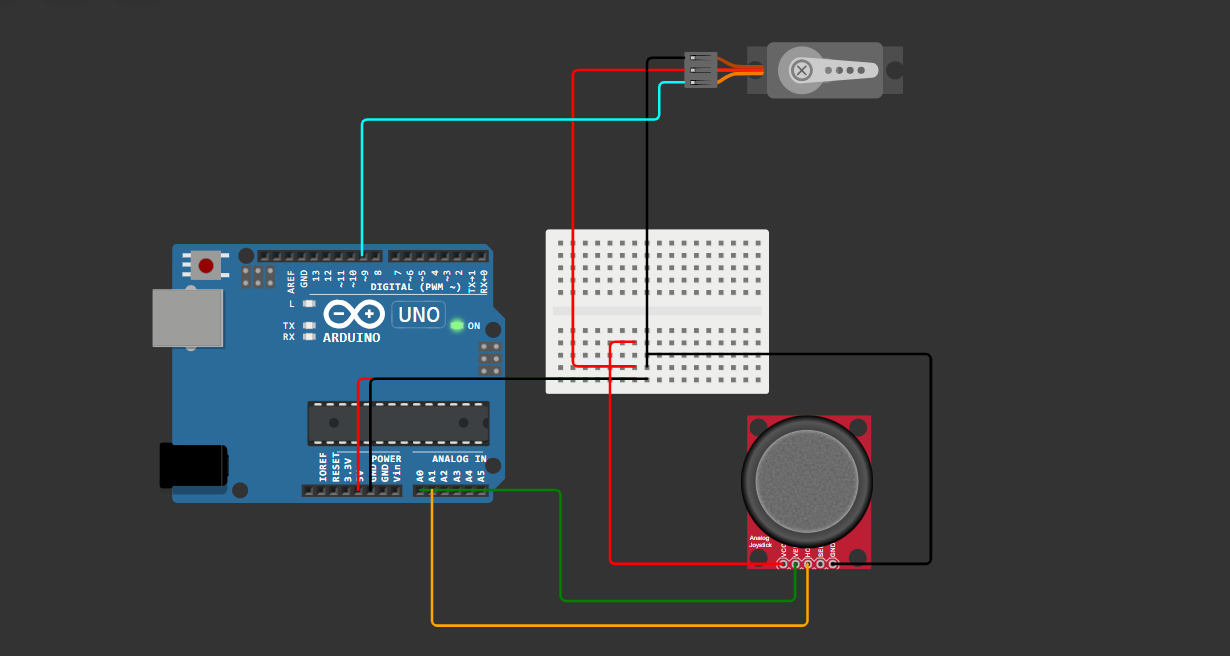 AREF
GND
13
12
~11
~10
~9
8
7
~6
~5
4
~3
2
TX→1
RX←0
DIGITAL (PWM ~)
L
TX
RX
UNO
ON
ARDUINO
IOREF
RESET
3.3V
5V
GND
GND
Vin
POWER
ANALOG IN
A0
A1
A2
A3
A4
A5
Analog
Joystick
VCC
VE
HO
SEL
GND